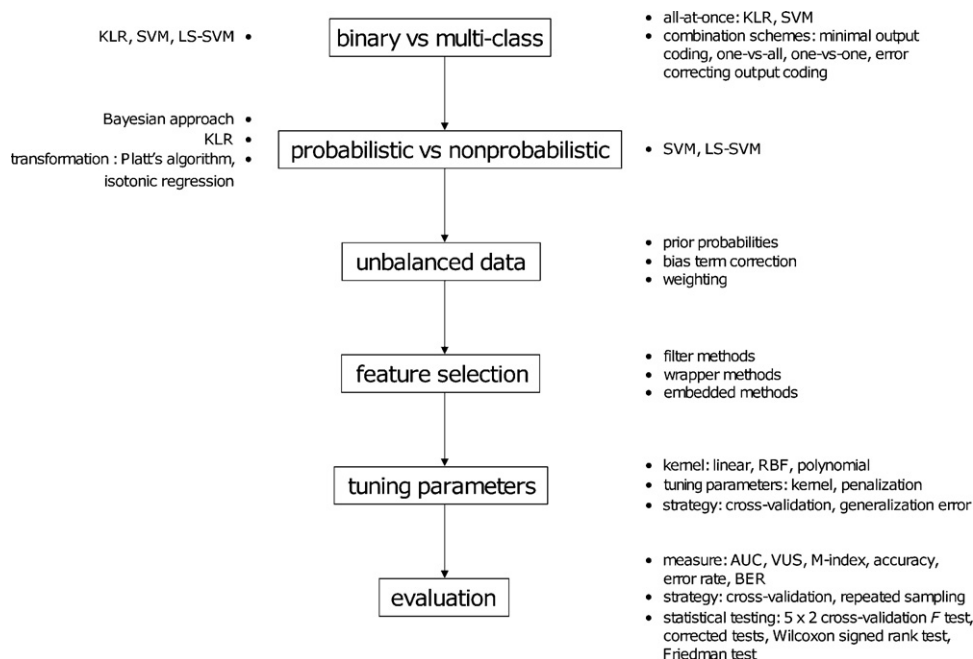 KLR, SVM, LS-SVM •
binary vs multi-class
• all-at-once: KLR, SVM
• combination schemes: minimal output
coding, one-vs-all, one-vs-one, error
correcting output coding
Bayesian approach •
KLR •
transformation : Platt's algorithm, •
isotonic regression
probabilistic vs nonprobabilistic
• SVM, LS-SVM
unbalanced data
• prior probabilities
• bias term correction
• weighting
feature selection
• filter methods
• wrapper methods
• embedded methods
tuning parameters
• kernel: linear, RBF, polynomial
• tuning parameters: kernel, penalization
• strategy: cross-validation, generalization error
evaluation
• measure: AUC, VUS, M-index, accuracy,
error rate, BER
• strategy: cross-validation, repeated sampling
• statistical testing: 5 x 2 cross-validation F test,
corrected tests, Wilcoxon signed rank test,
Friedman test